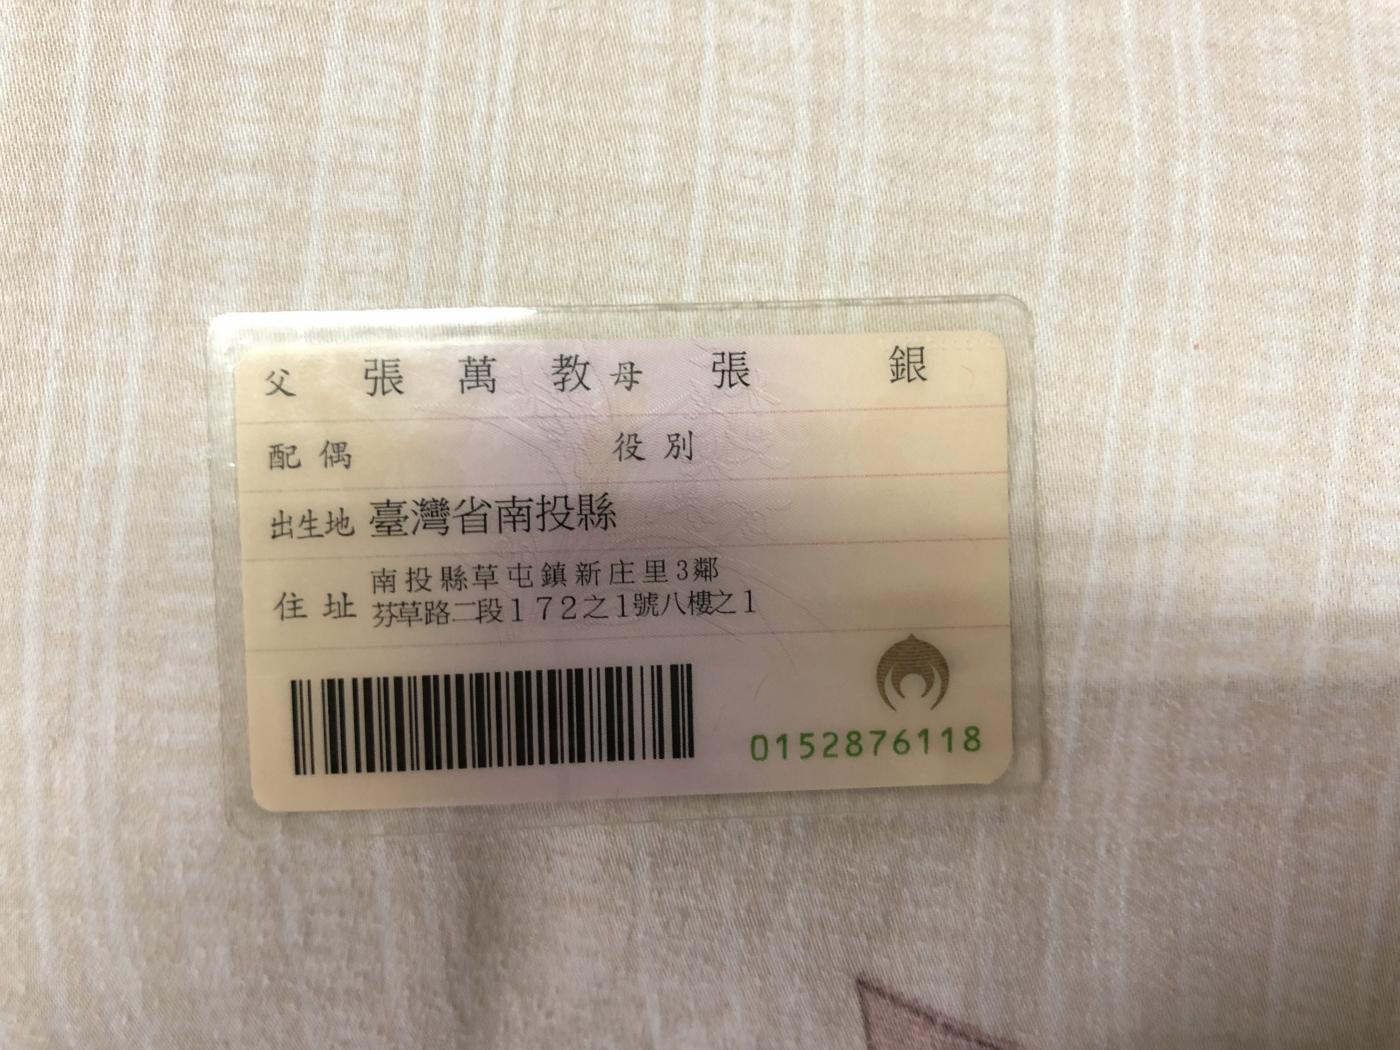 父 張萬教 母 張銀
配偶 役別
出生地 臺灣省南投縣
住址 南投縣草屯鎮新庄里3鄰
芬草路二段172之1號八樓之1
0152876118